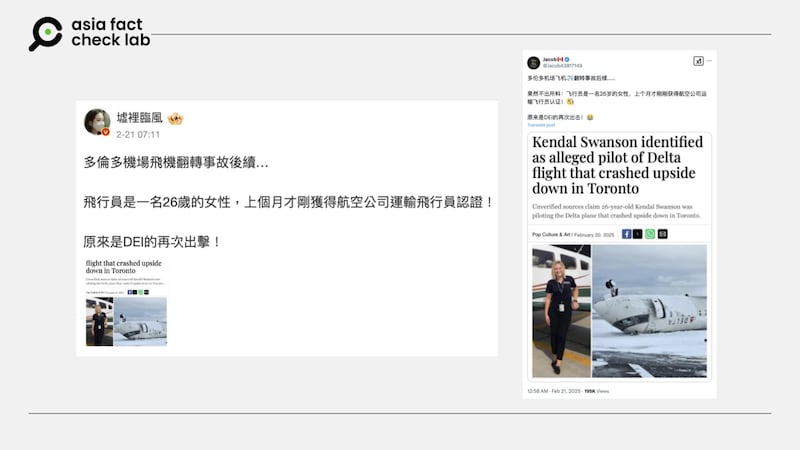 asia fact
check lab
墟裡臨風
2-21 07:11
多倫多機場飛機翻轉事故後續…
飛行員是一名26歲的女性，上個月才剛獲得航空公司運輸飛行員認證！
原來是DEI的再次出擊！
flight that crashed upside
down in Toronto
Jacob🇨🇦
@Jacob43817149
多伦多机场飞机✈️翻转事故后续.....
果然不出所料：飞行员是一名26岁的女性，上个月才刚刚获得航空公司运
输飞行员认证！
原来是DEI的再次出击！
Translate post
Kendal Swanson identified
as alleged pilot of Delta
flight that crashed upside
down in Toronto
Unverified sources claim 26-year-old Kendal Swanson was
piloting the Delta plane that crashed upside down in Toronto.
Pop Culture & Art | February 20, 2025
12:58 AM · Feb 21, 2025 · 195K Views